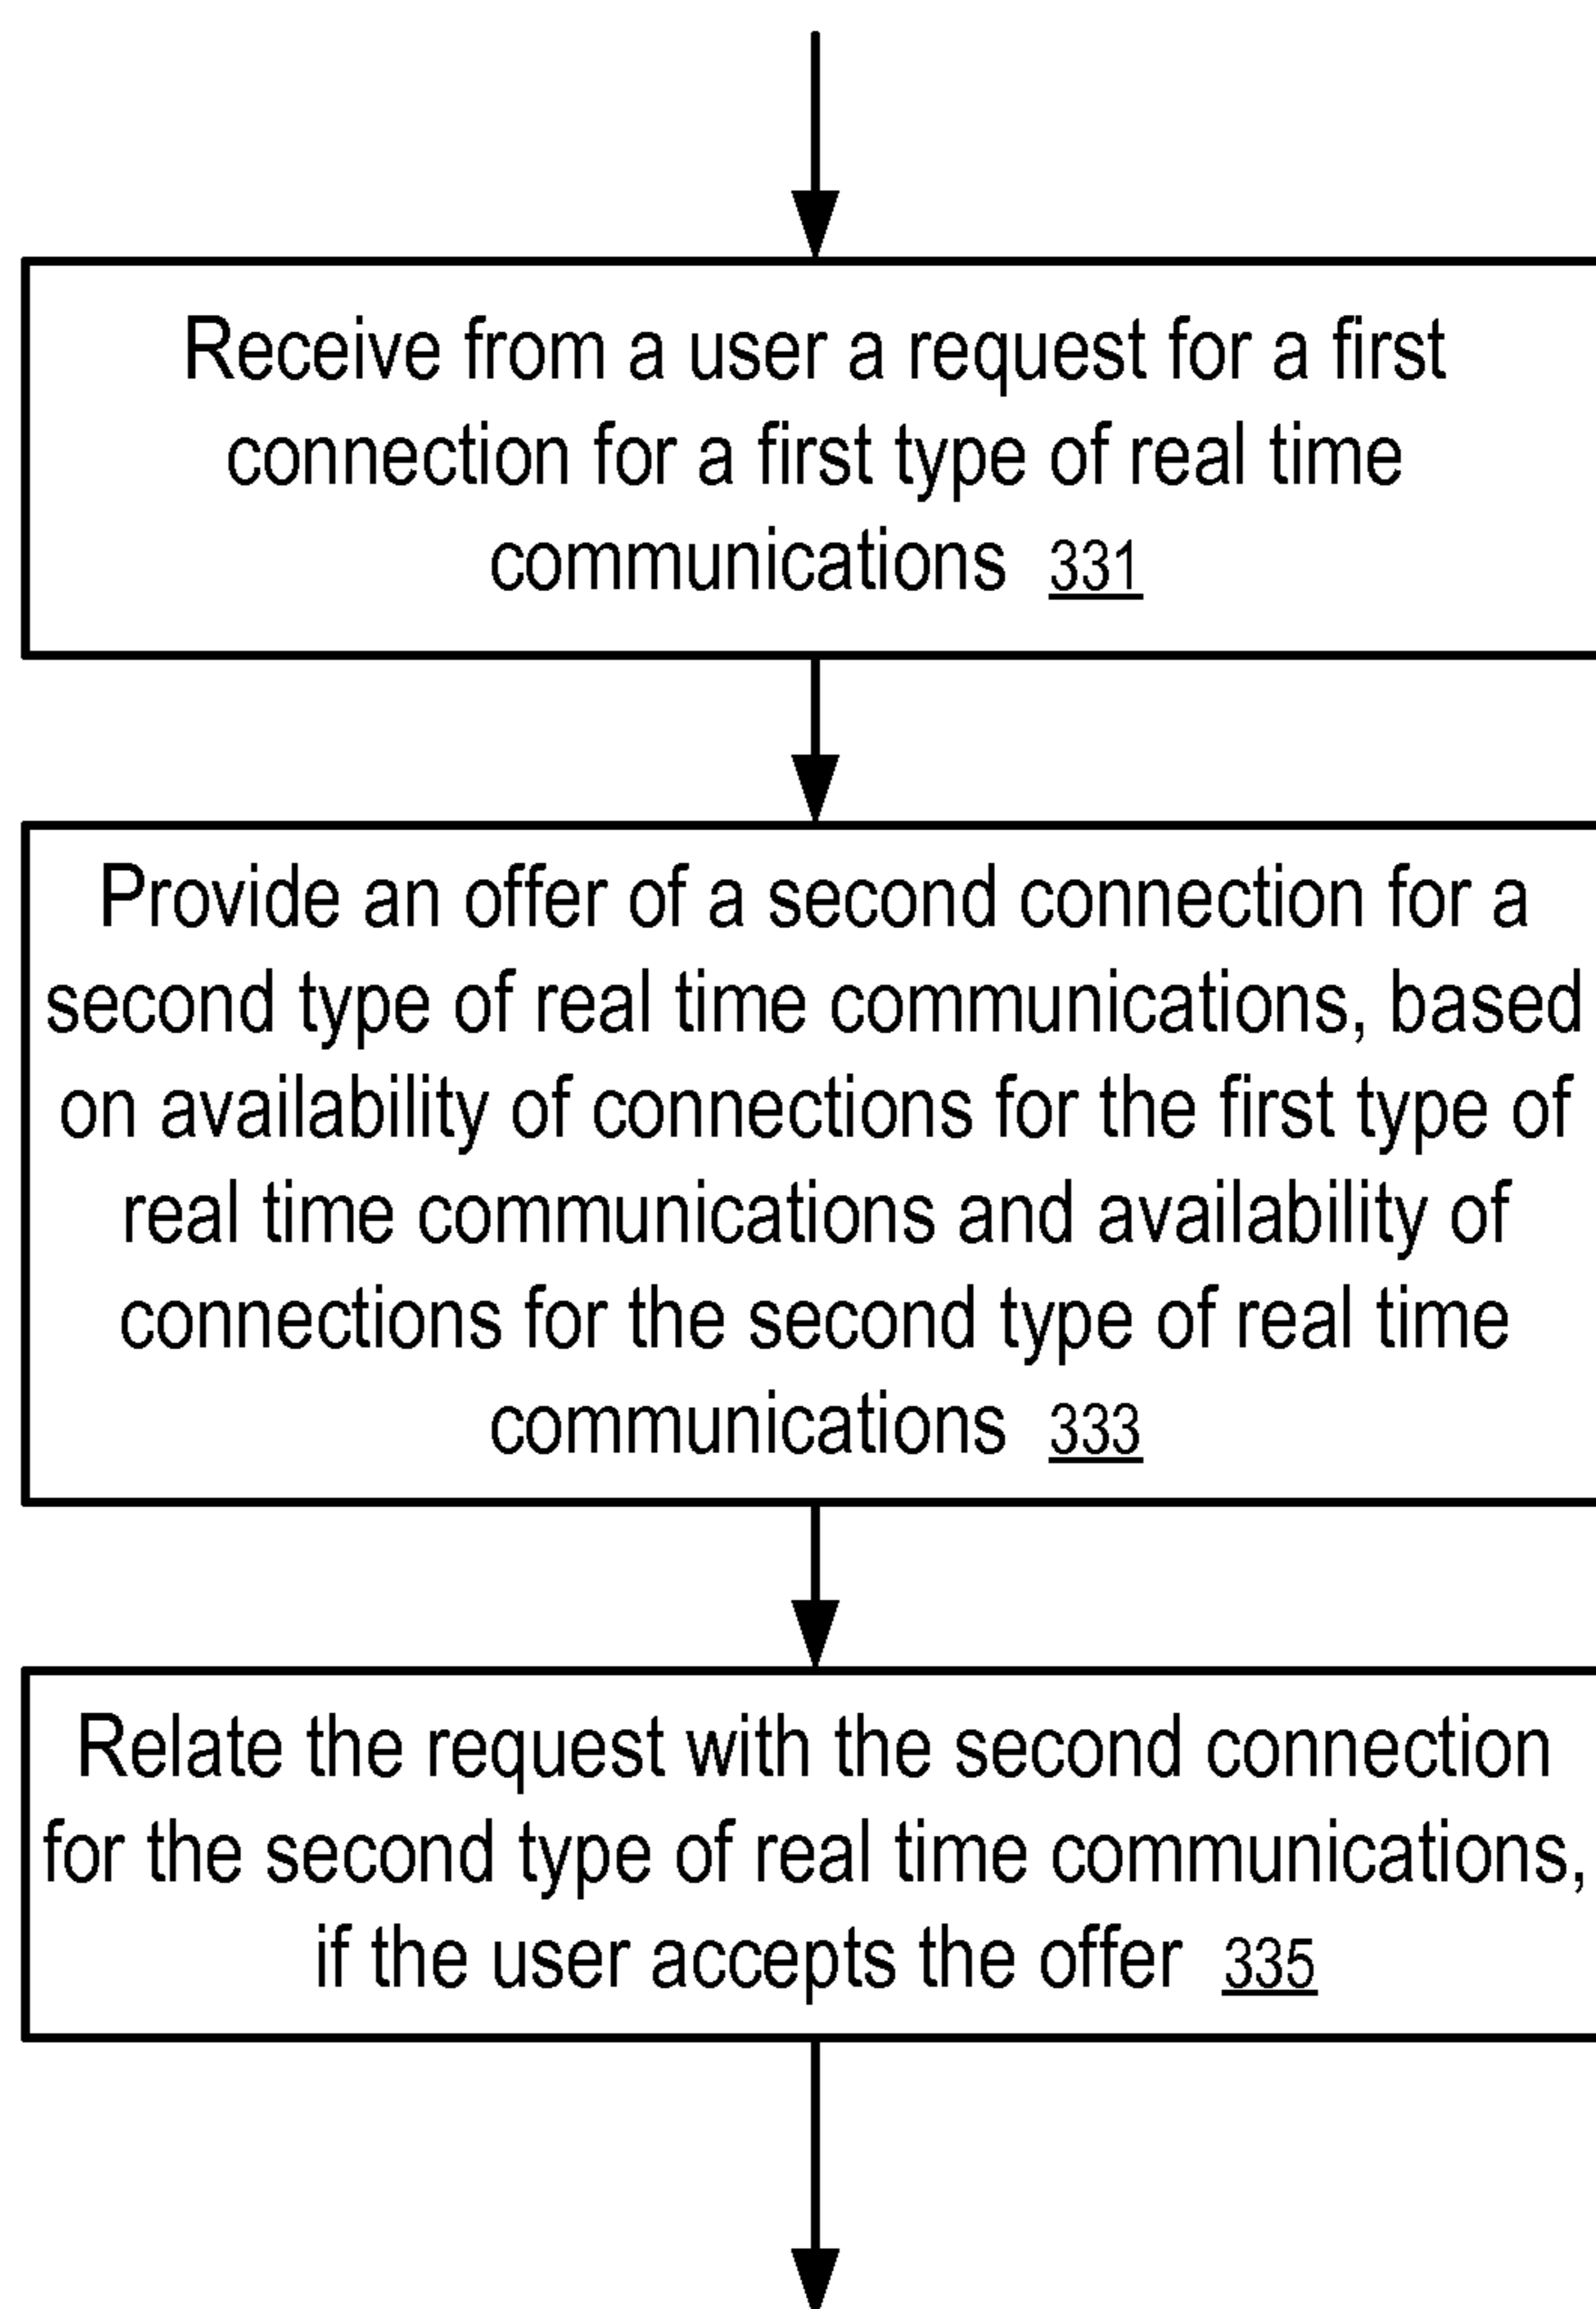 Receive from a user a request for a first
connection for a first type of real time
communications 331
Provide an offer of a second connection for a
second type of real time communications, based
on availability of connections for the first type of
real time communications and availability of
connections for the second type of real time
communications 333
Relate the request with the second connection
for the second type of real time communications,
if the user accepts the offer 335